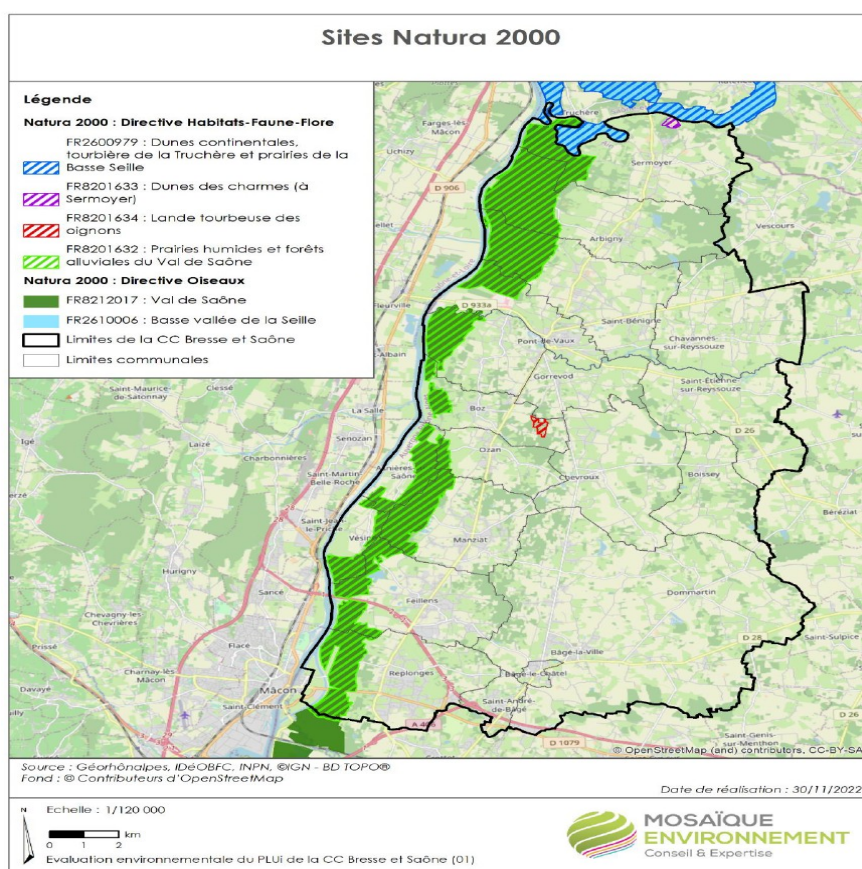 Sites Natura 2000
Légende
Natura 2000 : Directive Habitats-Faune-Flore
FR2600979 : Dunes continentales,
tourbière de la Truchère et prairies de la
Basse Seille
FR8201633 : Dunes des charmes (à
Sermoyer)
FR8201634 : Lande tourbeuse des
oignons
FR8201632 : Prairies humides et forêts
alluviales du Val de Saône
Natura 2000 : Directive Oiseaux
FR8212017 : Val de Saône
FR2610006 : Basse vallée de la Seille
Limites de la CC Bresse et Saône
Limites communales
Truchère
Farges-lès
Mâcon
Uchizy
Sermoyer
D 906
Arbigny
Vescours
Fleurville
D 933a
Saint-Bénigne
Pont-de-Vaux
Chavannes
-sur-Reyssouze
Albain
Gorrevod
Saint-Étienne
-sur-Reyssouze
Saint-Maurice
de-Satonnay
Clessé
La Salle
Boz
Igé
Laizé
Senozan
Ozan
D 26
Charbonnières
Asnières
Saône
Chevroux
Boissey
Saint-Martin
Belle-Roche
Béréziat
Saint-Jean
le-Priche
Vésines
Manziat
Hurigny
Sancé
Dommartin
Chevagny-les
Chevrières
Feillens
Prissé
Flacé
Bâgé-la-Ville
D 28
Saint-Sulpice
Charnay-lès
Mâcon
Replonges
Bâgé-le-Châtel
Davayé
Mâcon
Saint-André
de-Bâgé
Saint-Clément
D 26
D 1079
Saint-Genis
sur-Menthon
© OpenStreetMap (and) contributors, CC-BY-SA
Source : Géorhônalpes, IDéOBFC, INPN, ©IGN - BD TOPO®
Fond : © Contributeurs d'OpenStreetMap
Date de réalisation : 30/11/2022
N
Echelle : 1/120 000
km
0 1 2
Evaluation environnementale du PLUi de la CC Bresse et Saône (01)
MOSAÏQUE
ENVIRONNEMENT
Conseil & Expertise